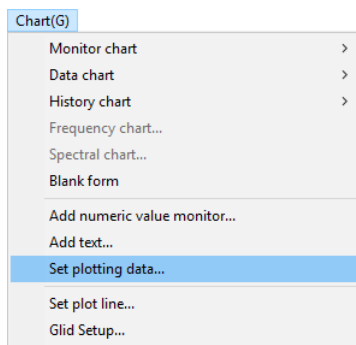 Chart(G)
Monitor chart
Data chart
History chart
Frequency chart...
Spectral chart...
Blank form
Add numeric value monitor...
Add text...
Set plotting data...
Set plot line...
Glid Setup...